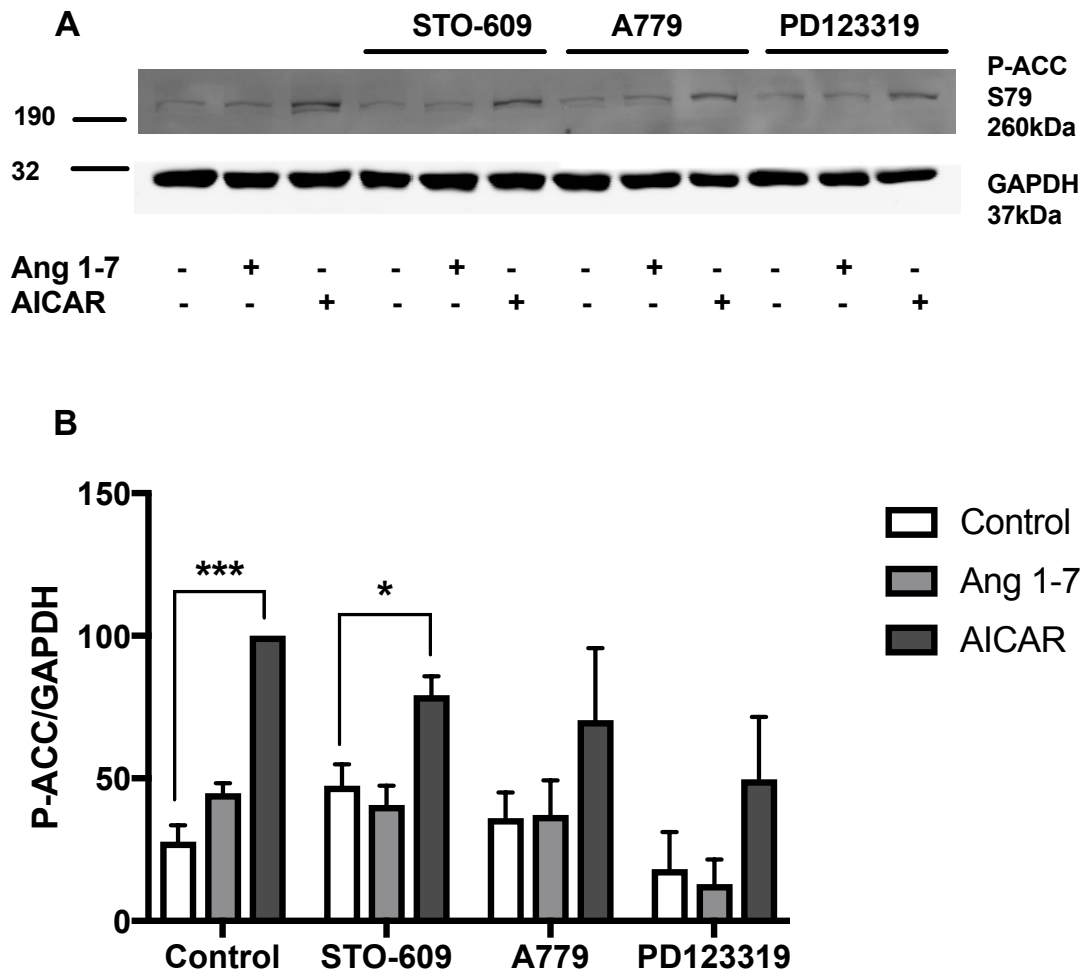 A
STO-609 A779 PD123319
P-ACC
S79
260kDa
190
32
GAPDH
37kDa
Ang 1-7 - + - - + - - + - - + -
AICAR - - + - - + - - + - - +
B
150
100
50
0
P-ACC/GAPDH
*** *
Control
Ang 1-7
AICAR
Control STO-609 A779 PD123319